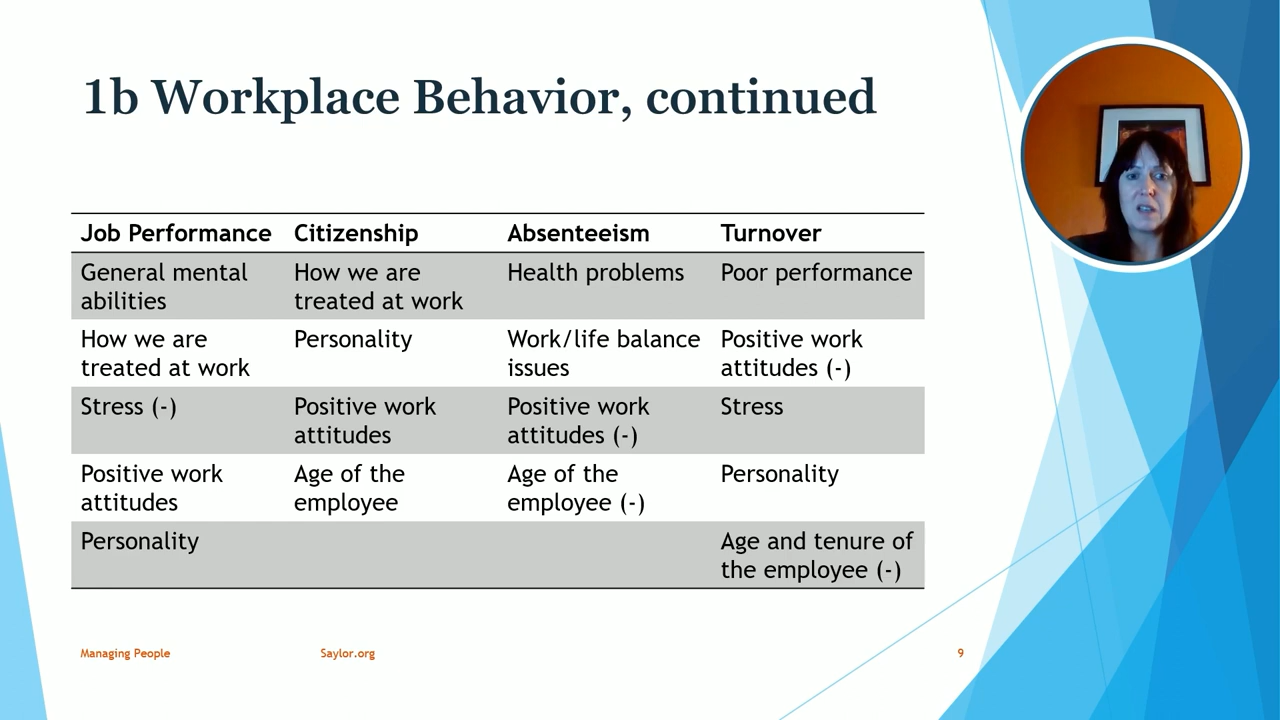 1b Workplace Behavior, continued
Job Performance Citizenship Absenteeism Turnover
General mental abilities How we are treated at work Health problems Poor performance
How we are treated at work Personality Work/life balance issues Positive work attitudes (-)
Stress (-) Positive work attitudes Positive work attitudes (-) Stress
Positive work attitudes Age of the employee Age of the employee (-) Personality
Personality Age and tenure of the employee (-)
Managing People Saylor.org 9